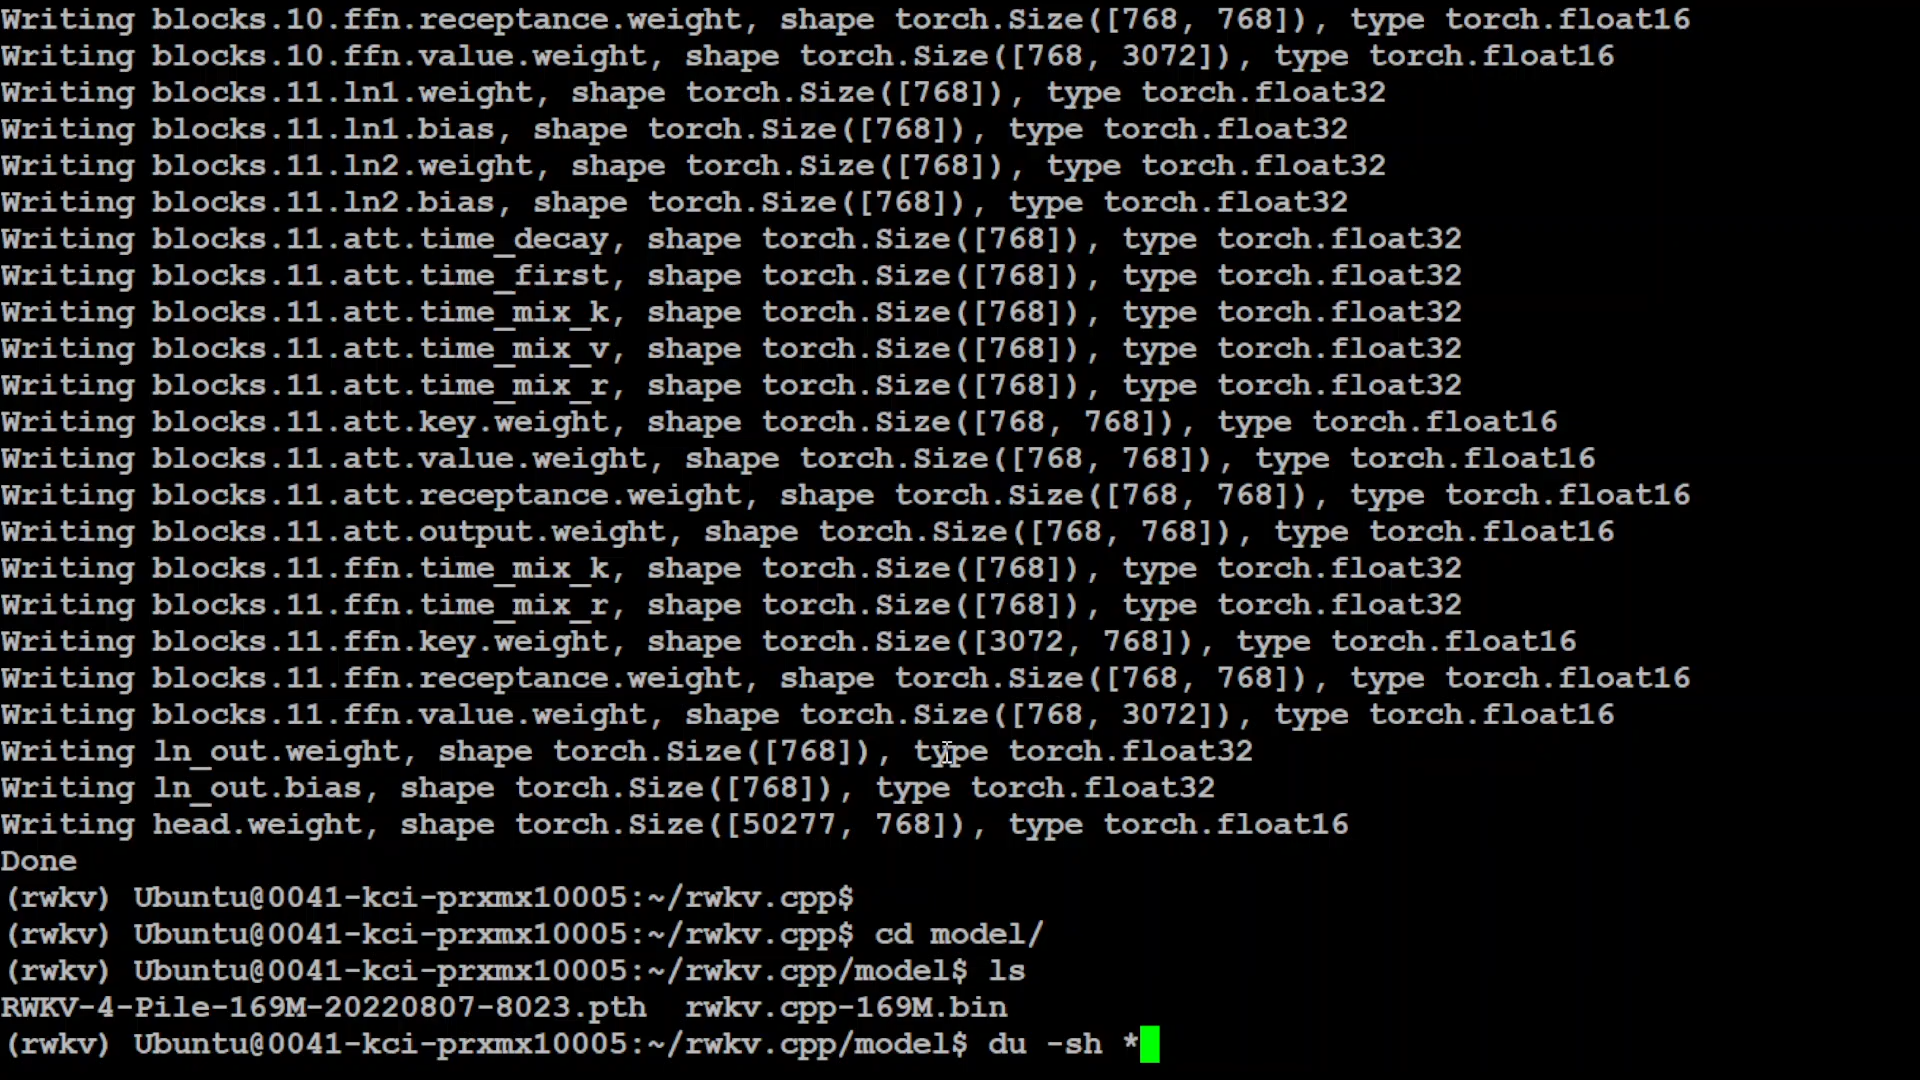 Writing blocks.10.ffn.receptance.weight, shape torch.Size([768, 768]), type torch.float16
Writing blocks.10.ffn.value.weight, shape torch.Size([768, 3072]), type torch.float16
Writing blocks.11.ln1.weight, shape torch.Size([768]), type torch.float32
Writing blocks.11.ln1.bias, shape torch.Size([768]), type torch.float32
Writing blocks.11.ln2.weight, shape torch.Size([768]), type torch.float32
Writing blocks.11.ln2.bias, shape torch.Size([768]), type torch.float32
Writing blocks.11.att.time_decay, shape torch.Size([768]), type torch.float32
Writing blocks.11.att.time_first, shape torch.Size([768]), type torch.float32
Writing blocks.11.att.time_mix_k, shape torch.Size([768]), type torch.float32
Writing blocks.11.att.time_mix_v, shape torch.Size([768]), type torch.float32
Writing blocks.11.att.time_mix_r, shape torch.Size([768]), type torch.float32
Writing blocks.11.att.key.weight, shape torch.Size([768, 768]), type torch.float16
Writing blocks.11.att.value.weight, shape torch.Size([768, 768]), type torch.float16
Writing blocks.11.att.receptance.weight, shape torch.Size([768, 768]), type torch.float16
Writing blocks.11.att.output.weight, shape torch.Size([768, 768]), type torch.float16
Writing blocks.11.ffn.time_mix_k, shape torch.Size([768]), type torch.float32
Writing blocks.11.ffn.time_mix_r, shape torch.Size([768]), type torch.float32
Writing blocks.11.ffn.key.weight, shape torch.Size([3072, 768]), type torch.float16
Writing blocks.11.ffn.receptance.weight, shape torch.Size([768, 768]), type torch.float16
Writing blocks.11.ffn.value.weight, shape torch.Size([768, 3072]), type torch.float16
Writing ln_out.weight, shape torch.Size([768]), type torch.float32
Writing ln_out.bias, shape torch.Size([768]), type torch.float32
Writing head.weight, shape torch.Size([50277, 768]), type torch.float16
Done
(rwkv) Ubuntu@0041-kci-prxmx10005:~/rwkv.cpp$
(rwkv) Ubuntu@0041-kci-prxmx10005:~/rwkv.cpp$ cd model/
(rwkv) Ubuntu@0041-kci-prxmx10005:~/rwkv.cpp/model$ ls
RWKV-4-Pile-169M-20220807-8023.pth  rwkv.cpp-169M.bin
(rwkv) Ubuntu@0041-kci-prxmx10005:~/rwkv.cpp/model$ du -sh *